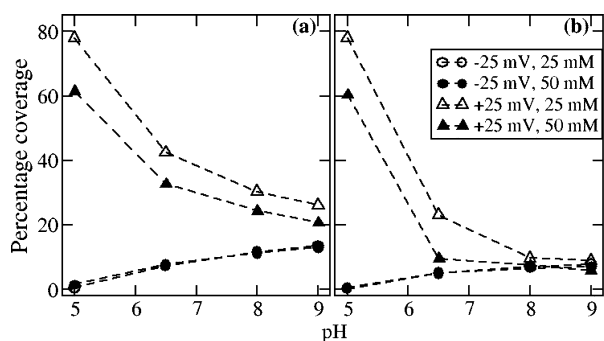 (a)
(b)
80
60
40
20
0
Percentage coverage
-25 mV, 25 mM
-25 mV, 50 mM
+25 mV, 25 mM
+25 mV, 50 mM
5 6 7 8 9 5 6 7 8 9
pH